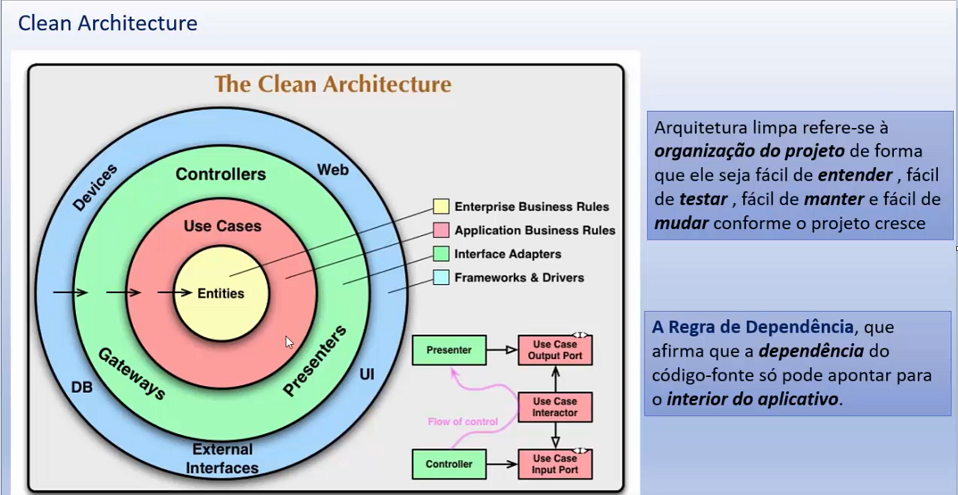 Clean Architecture
The Clean Architecture
Devices
Web
Controllers
Use Cases
Entities
Gateways
Presenters
DB
UI
External
Interfaces
Enterprise Business Rules
Application Business Rules
Interface Adapters
Frameworks & Drivers
Presenter
Use Case
Output Port
Flow of control
Use Case
Interactor
Controller
Use Case
Input Port
Arquitetura limpa refere-se à
organização do projeto de forma
que ele seja fácil de entender , fácil
de testar , fácil de manter e fácil de
mudar conforme o projeto cresce
A Regra de Dependência, que
afirma que a dependência do
código-fonte só pode apontar para
o interior do aplicativo.